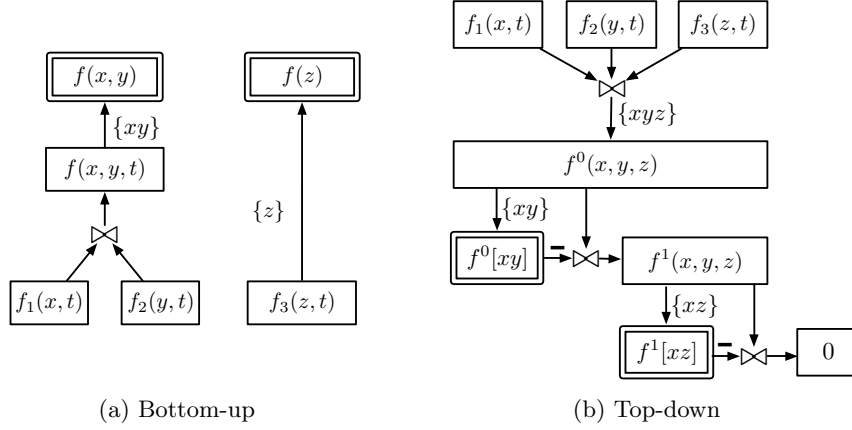 f(x, y)
f(z)
{xy}
f(x, y, t)
{z}
f₁(x, t)
f₂(y, t)
f₃(z, t)
(a) Bottom-up
f₁(x, t)
f₂(y, t)
f₃(z, t)
{xyz}
f⁰(x, y, z)
{xy}
f⁰[xy]
f¹(x, y, z)
{xz}
f¹[xz]
0
(b) Top-down